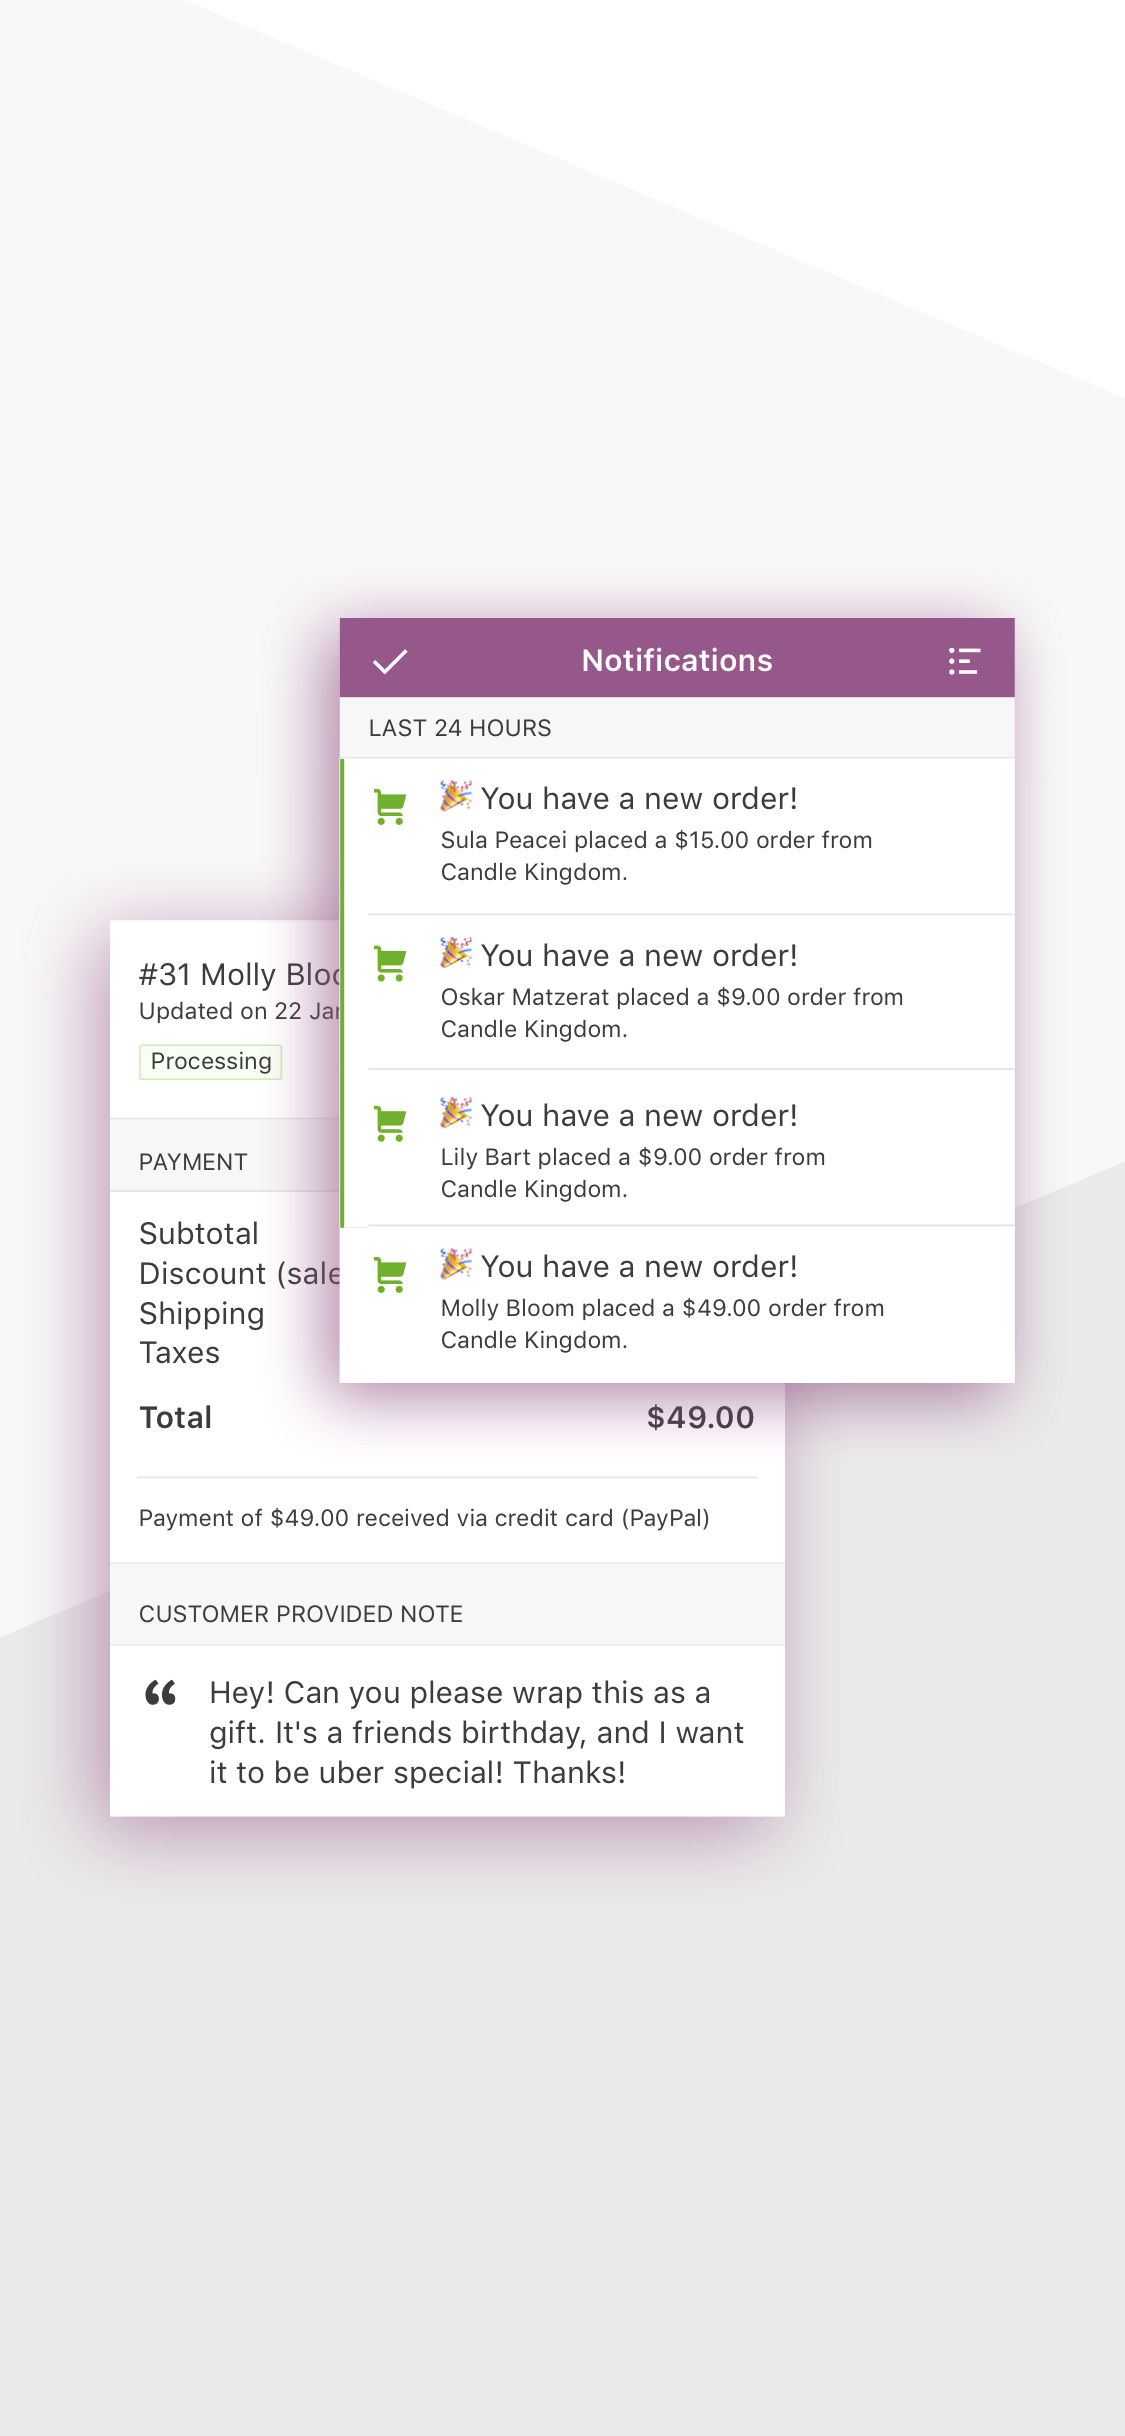 Notifications
LAST 24 HOURS
🎉 You have a new order!
Sula Peacei placed a $15.00 order from
Candle Kingdom.
🎉 You have a new order!
Oskar Matzerat placed a $9.00 order from
Candle Kingdom.
🎉 You have a new order!
Lily Bart placed a $9.00 order from
Candle Kingdom.
🎉 You have a new order!
Molly Bloom placed a $49.00 order from
Candle Kingdom.
#31 Molly
Updated on 22
Processing
PAYMENT
Subtotal
Discount (sale
Shipping
Taxes
Total $49.00
Payment of $49.00 received via credit card (PayPal)
CUSTOMER PROVIDED NOTE
“ Hey! Can you please wrap this as a
gift. It's a friends birthday, and I want
it to be uber special! Thanks!